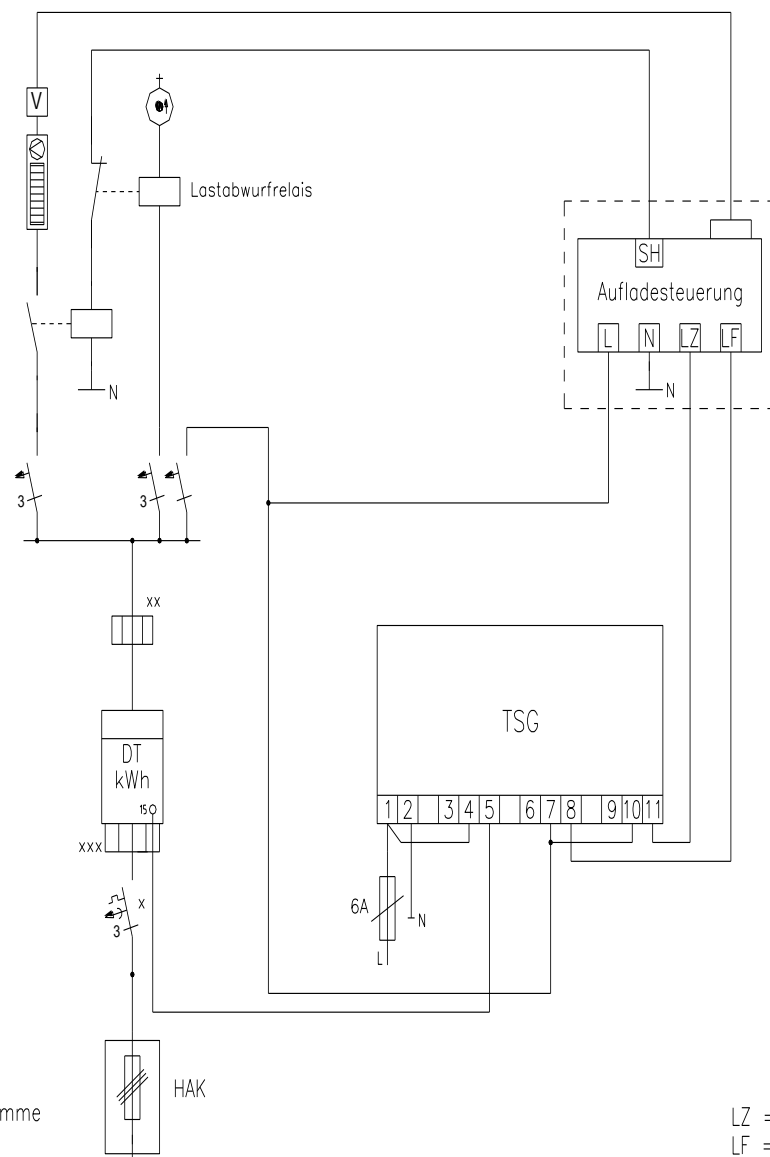 V
Lastabwurfrelais
SH
Aufladesteuerung
L N LZ LF
N
N
3
3
xx
TSG
DT
kWh
15
1 2 3 4 5 6 7 8 9 10 11
xxx
x
6A
N
3
L
HAK
mme
LZ =
LF =